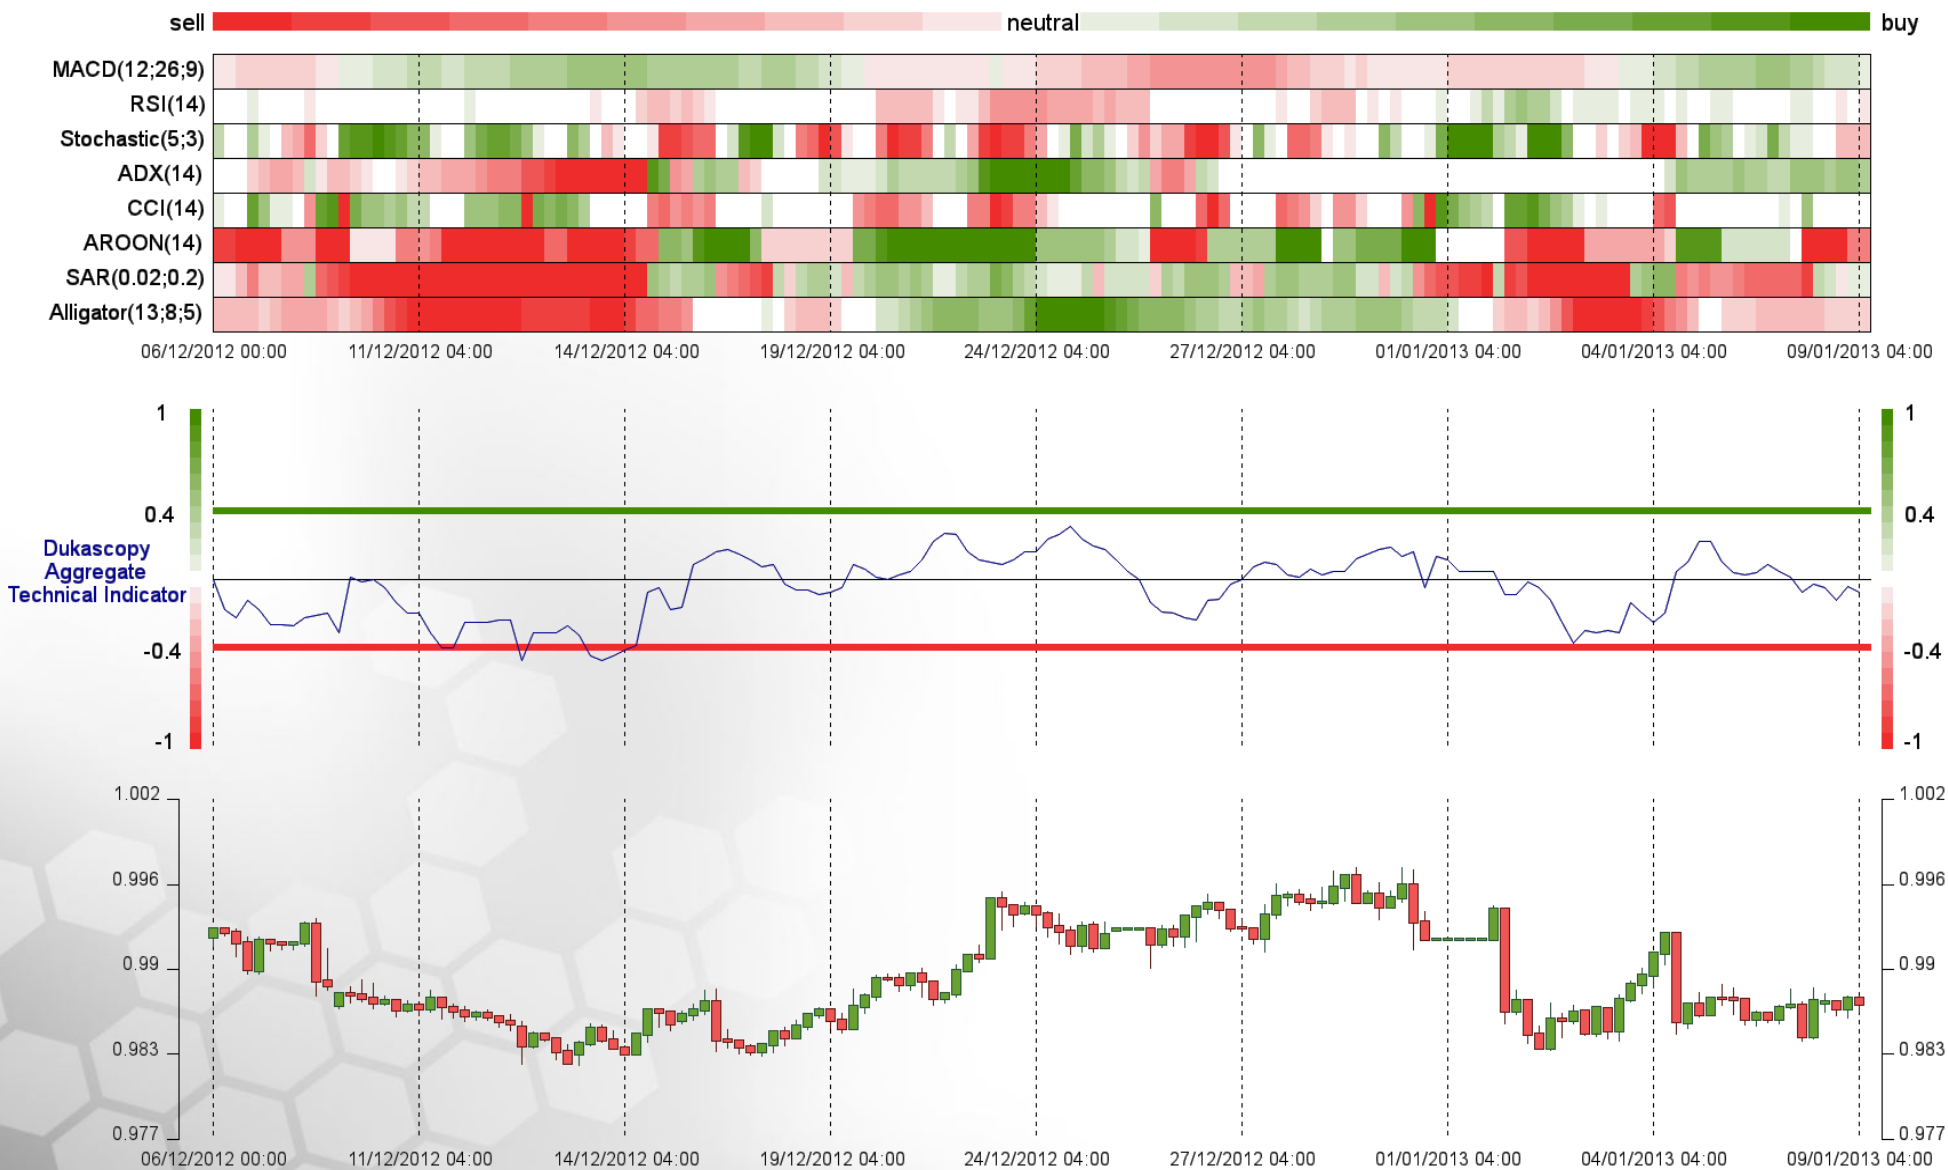 sell neutral buy
MACD(12;26;9)
RSI(14)
Stochastic(5;3)
ADX(14)
CCI(14)
AROON(14)
SAR(0.02;0.2)
Alligator(13;8;5)
06/12/2012 00:00 11/12/2012 04:00 14/12/2012 04:00 19/12/2012 04:00 24/12/2012 04:00 27/12/2012 04:00 01/01/2013 04:00 04/01/2013 04:00 09/01/2013 04:00
1 1
0.4 0.4
Dukascopy
Aggregate
Technical Indicator
-0.4 -0.4
-1 -1
1.002 1.002
0.996 0.996
0.99 0.99
0.983 0.983
0.977 0.977
06/12/2012 00:00 11/12/2012 04:00 14/12/2012 04:00 19/12/2012 04:00 24/12/2012 04:00 27/12/2012 04:00 01/01/2013 04:00 04/01/2013 04:00 09/01/2013 04:00